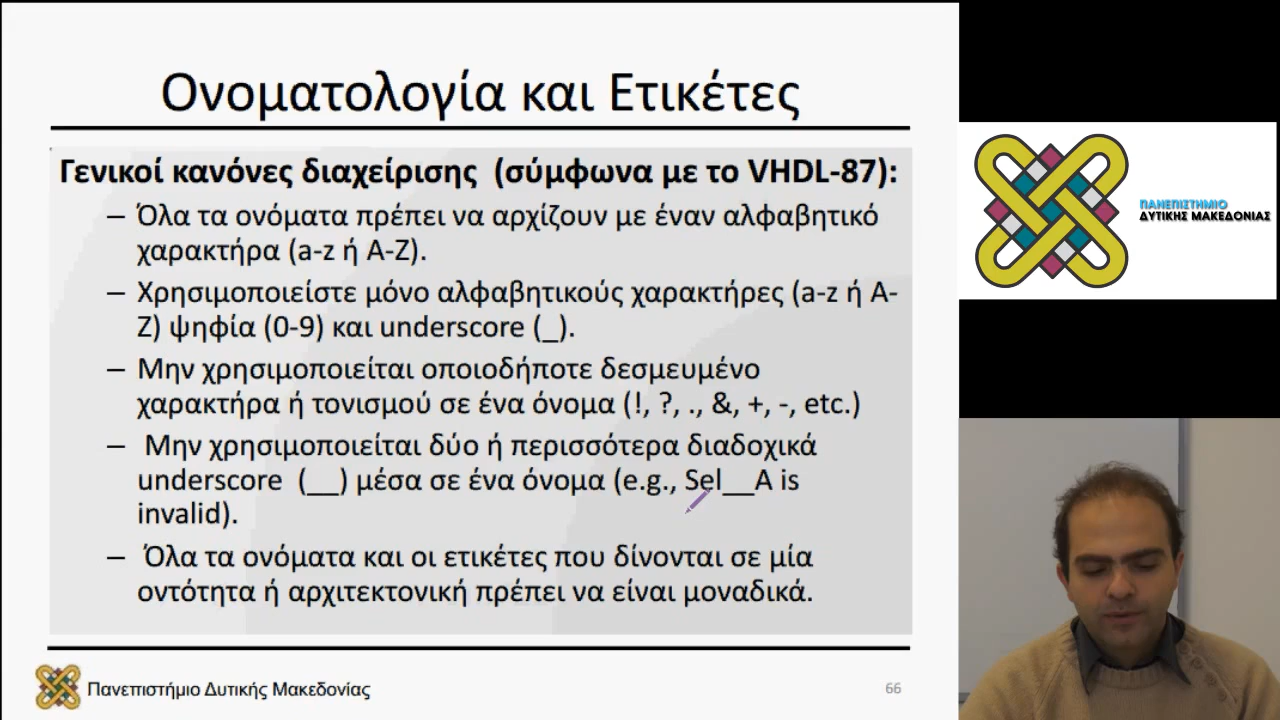 Ονοματολογία και Ετικέτες
Γενικοί κανόνες διαχείρισης (σύμφωνα με το VHDL-87):
– Όλα τα ονόματα πρέπει να αρχίζουν με έναν αλφαβητικό
χαρακτήρα (a-z ή A-Z).
– Χρησιμοποιείστε μόνο αλφαβητικούς χαρακτήρες (a-z ή A-
Z) ψηφία (0-9) και underscore (_).
– Μην χρησιμοποιείται οποιοδήποτε δεσμευμένο
χαρακτήρα ή τονισμού σε ένα όνομα (!, ?, ., &, +, -, etc.)
– Μην χρησιμοποιείται δύο ή περισσότερα διαδοχικά
underscore (__) μέσα σε ένα όνομα (e.g., Sel__A is
invalid).
– Όλα τα ονόματα και οι ετικέτες που δίνονται σε μία
οντότητα ή αρχιτεκτονική πρέπει να είναι μοναδικά.
Πανεπιστήμιο Δυτικής Μακεδονίας
66
ΠΑΝΕΠΙΣΤΗΜΙΟ
ΔΥΤΙΚΗΣ ΜΑΚΕΔΟΝΙΑΣ